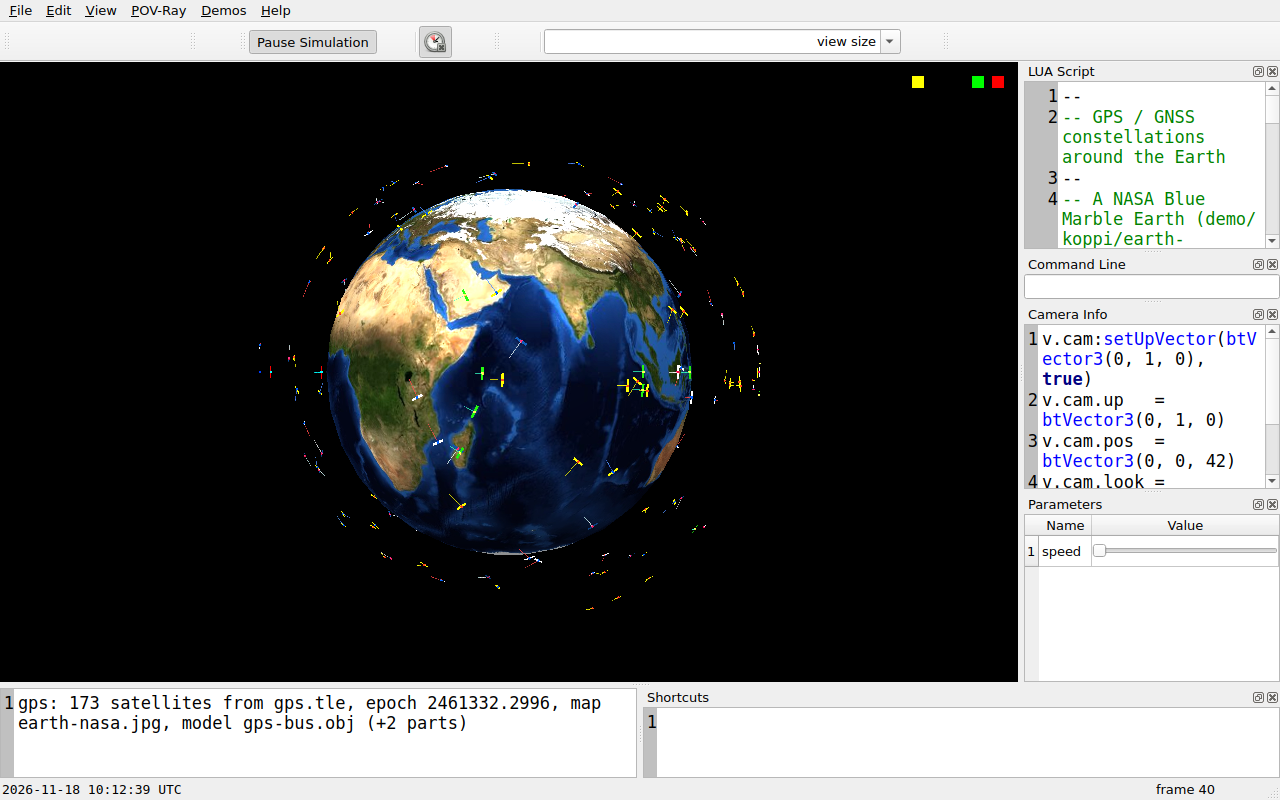 File Edit View POV-Ray Demos Help
Pause Simulation
view size
LUA Script
1 --
2 -- GPS / GNSS
constellations
around the Earth
3 --
4 -- A NASA Blue
Marble Earth (demo/
koppi/earth-
Command Line
Camera Info
1 v.cam:setUpVector(btV
ector3(0, 1, 0),
true)
2 v.cam.up =
btVector3(0, 1, 0)
3 v.cam.pos =
btVector3(0, 0, 42)
4 v.cam.look =
Parameters
Name Value
1 speed
1 gps: 173 satellites from gps.tle, epoch 2461332.2996, map
earth-nasa.jpg, model gps-bus.obj (+2 parts)
Shortcuts
1
2026-11-18 10:12:39 UTC
frame 40